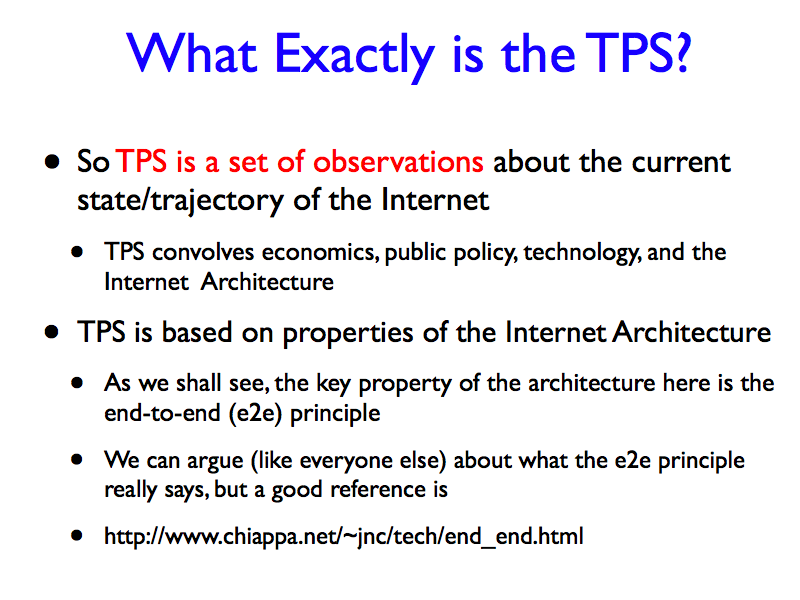 What Exactly is the TPS?
• So TPS is a set of observations about the current
state/trajectory of the Internet
• TPS convolves economics, public policy, technology, and the
Internet Architecture
• TPS is based on properties of the Internet Architecture
• As we shall see, the key property of the architecture here is the
end-to-end (e2e) principle
• We can argue (like everyone else) about what the e2e principle
really says, but a good reference is
• http://www.chiappa.net/~jnc/tech/end_end.html